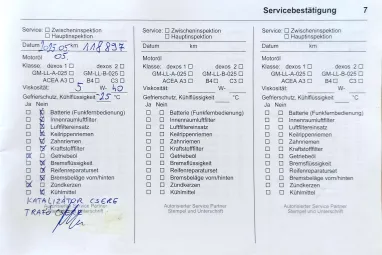 Servicebestätigung 7
Service: ☐ Zwischeninspektion
☐ Hauptinspektion
Datum 2015.05 km 118897
05.
Motoröl
Klasse: dexos 1 ☐ dexos 2 ☐
GM-LL-A-025 ☐ GM-LL-B-025 ☐
ACEA A3 ☐ B4 ☐ C3 ☐
Viskosität: 5 W- 40
Gefrierschutz, Kühlflüssigkeit -25 °C
Ja Nein
Batterie (Funkfernbedienung)
Innenraumluftfilter
Luftfiltereinsatz
Keilrippenriemen
Zahnriemen
Kraftstofffilter
Getriebeöl
Bremsflüssigkeit
Reifenreparaturset
Bremsbeläge vorn/hinten
Zündkerzen
Kühlmittel
KATALIZÁTOR CSERE
TRAFO CSERE
Autorisierter Service Partner
Stempel und Unterschrift
Service: ☐ Zwischeninspektion
☐ Hauptinspektion
Datum km
Motoröl
Klasse: dexos 1 ☐ dexos 2 ☐
GM-LL-A-025 ☐ GM-LL-B-025 ☐
ACEA A3 ☐ B4 ☐ C3 ☐
Viskosität: W-
Gefrierschutz, Kühlflüssigkeit °C
Ja Nein
☐ ☐ Batterie (Funkfernbedienung)
☐ ☐ Innenraumluftfilter
☐ ☐ Luftfiltereinsatz
☐ ☐ Keilrippenriemen
☐ ☐ Zahnriemen
☐ ☐ Kraftstofffilter
☐ ☐ Getriebeöl
☐ ☐ Bremsflüssigkeit
☐ ☐ Reifenreparaturset
☐ ☐ Bremsbeläge vorn/hinten
☐ ☐ Zündkerzen
☐ ☐ Kühlmittel
Autorisierter Service Partner
Stempel und Unterschrift
Service: ☐ Zwischeninspektion
☐ Hauptinspektion
Datum km
Motoröl
Klasse: dexos 1 ☐ dexos 2 ☐
GM-LL-A-025 ☐ GM-LL-B-025 ☐
ACEA A3 ☐ B4 ☐ C3 ☐
Viskosität: W-
Gefrierschutz, Kühlflüssigkeit °C
Ja Nein
☐ ☐ Batterie (Funkfernbedienung)
☐ ☐ Innenraumluftfilter
☐ ☐ Luftfiltereinsatz
☐ ☐ Keilrippenriemen
☐ ☐ Zahnriemen
☐ ☐ Kraftstofffilter
☐ ☐ Getriebeöl
☐ ☐ Bremsflüssigkeit
☐ ☐ Reifenreparaturset
☐ ☐ Bremsbeläge vorn/hinten
☐ ☐ Zündkerzen
☐ ☐ Kühlmittel
Autorisierter Service Partner
Stempel und Unterschrift